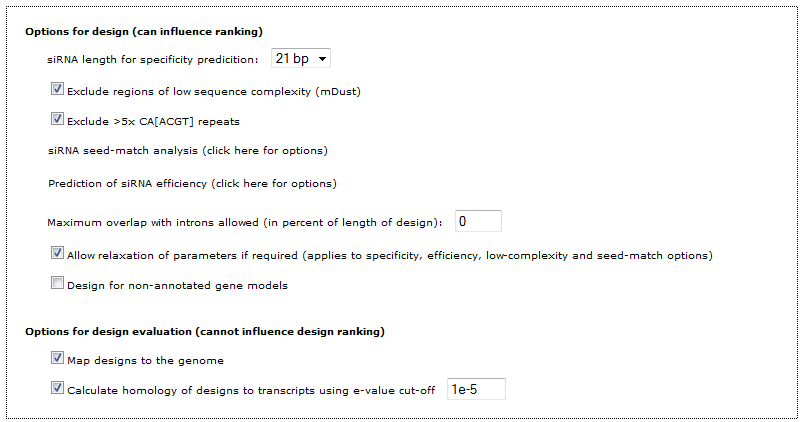 Options for design (can influence ranking)
siRNA length for specificity predicition: 21 bp
Exclude regions of low sequence complexity (mDust)
Exclude >5x CA[ACGT] repeats
siRNA seed-match analysis (click here for options)
Prediction of siRNA efficiency (click here for options)
Maximum overlap with introns allowed (in percent of length of design): 0
Allow relaxation of parameters if required (applies to specificity, efficiency, low-complexity and seed-match options)
Design for non-annotated gene models
Options for design evaluation (cannot influence design ranking)
Map designs to the genome
Calculate homology of designs to transcripts using e-value cut-off 1e-5